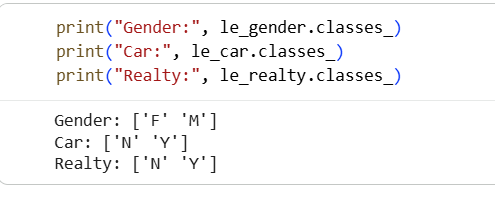 print("Gender:", le_gender.classes_)
print("Car:", le_car.classes_)
print("Realty:", le_realty.classes_)
Gender: ['F' 'M']
Car: ['N' 'Y']
Realty: ['N' 'Y']